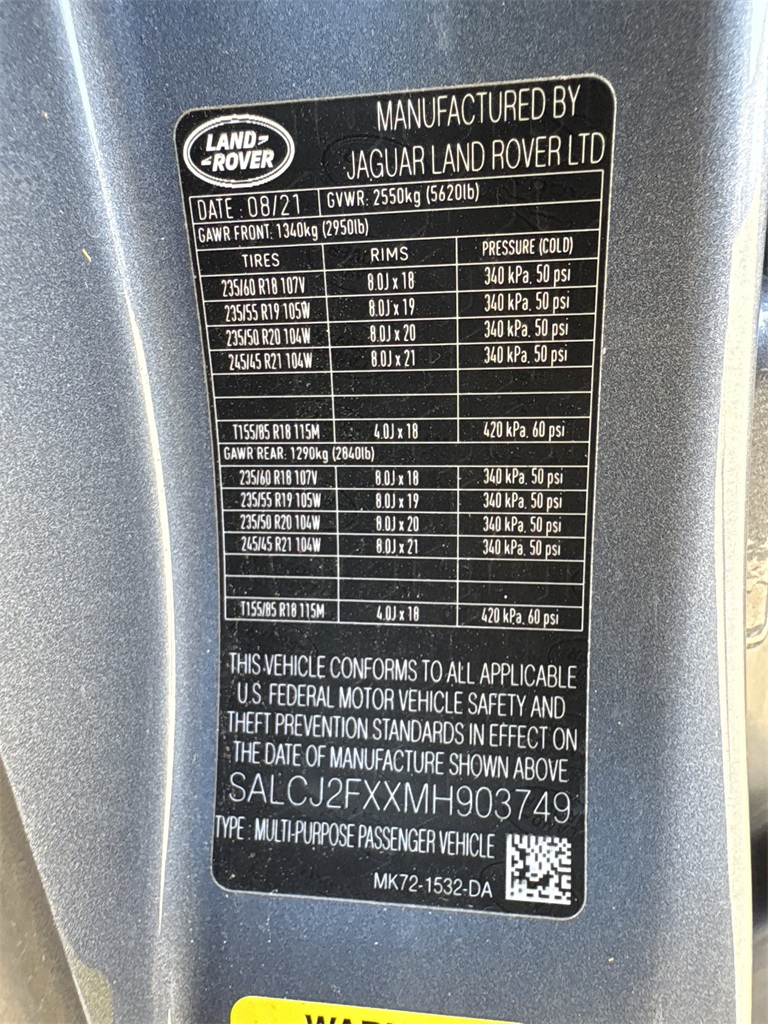 LAND ROVER
MANUFACTURED BY
JAGUAR LAND ROVER LTD
DATE : 08/21 GVWR: 2550kg (5620lb)
GAWR FRONT: 1340kg (2950lb)
TIRES RIMS PRESSURE (COLD)
235/60 R18 107V 8.0J x 18 340 kPa. 50 psi
235/55 R19 105W 8.0J x 19 340 kPa. 50 psi
235/50 R20 104W 8.0J x 20 340 kPa. 50 psi
245/45 R21 104W 8.0J x 21 340 kPa. 50 psi
T155/85 R18 115M 4.0J x 18 420 kPa. 60 psi
GAWR REAR: 1290kg (2840lb)
235/60 R18 107V 8.0J x 18 340 kPa. 50 psi
235/55 R19 105W 8.0J x 19 340 kPa. 50 psi
235/50 R20 104W 8.0J x 20 340 kPa. 50 psi
245/45 R21 104W 8.0J x 21 340 kPa. 50 psi
T155/85 R18 115M 4.0J x 18 420 kPa. 60 psi
THIS VEHICLE CONFORMS TO ALL APPLICABLE
U.S. FEDERAL MOTOR VEHICLE SAFETY AND
THEFT PREVENTION STANDARDS IN EFFECT ON
THE DATE OF MANUFACTURE SHOWN ABOVE
SALCJ2FXXMH903749
TYPE : MULTI-PURPOSE PASSENGER VEHICLE
MK72-1532-DA